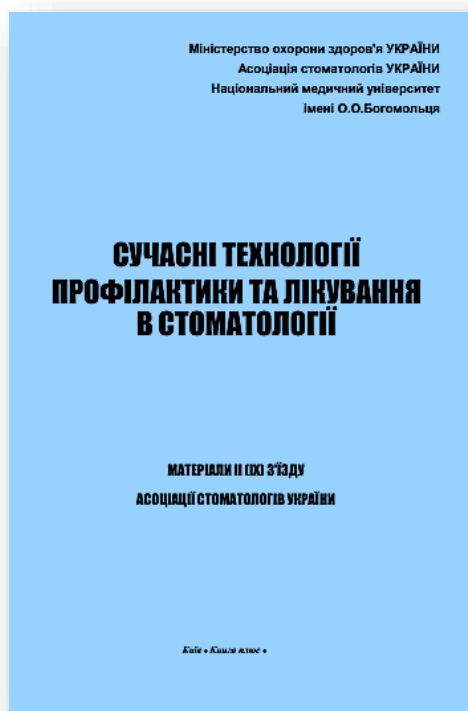 Міністерство охорони здоров'я УКРАЇНИ
Асоціація стоматологів УКРАЇНИ
Національний медичний університет
імені О.О.Богомольця
СУЧАСНІ ТЕХНОЛОГІЇ
ПРОФІЛАКТИКИ ТА ЛІКУВАННЯ
В СТОМАТОЛОГІЇ
МАТЕРІАЛИ II (IX) З'ЇЗДУ
АСОЦІАЦІЇ СТОМАТОЛОГІВ УКРАЇНИ
Київ • Книга плюс •